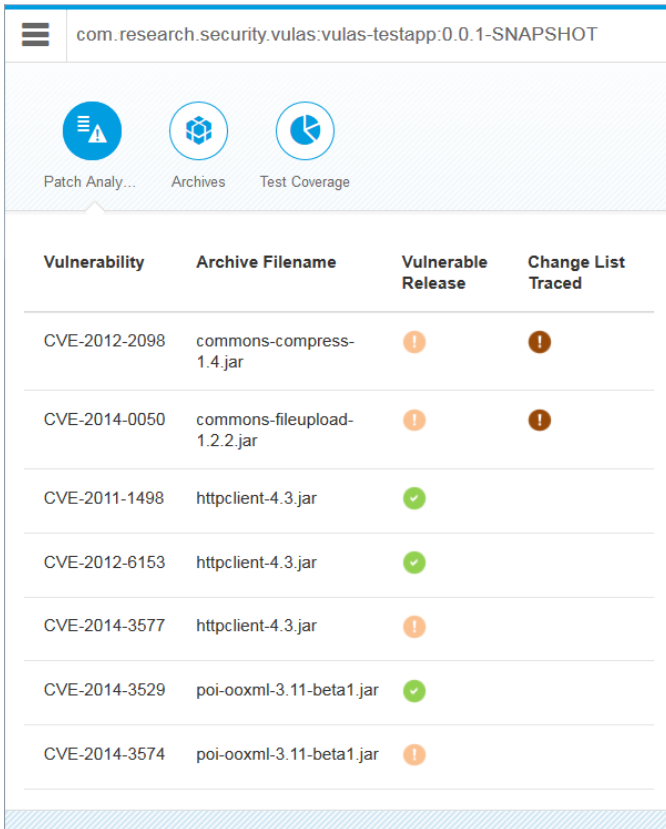 com.research.security.vulas:vulas-testapp:0.0.1-SNAPSHOT
Patch Analy... Archives Test Coverage
Vulnerability Archive Filename Vulnerable Release Change List Traced
CVE-2012-2098 commons-compress-1.4.jar
CVE-2014-0050 commons-fileupload-1.2.2.jar
CVE-2011-1498 httpclient-4.3.jar
CVE-2012-6153 httpclient-4.3.jar
CVE-2014-3577 httpclient-4.3.jar
CVE-2014-3529 poi-ooxml-3.11-beta1.jar
CVE-2014-3574 poi-ooxml-3.11-beta1.jar